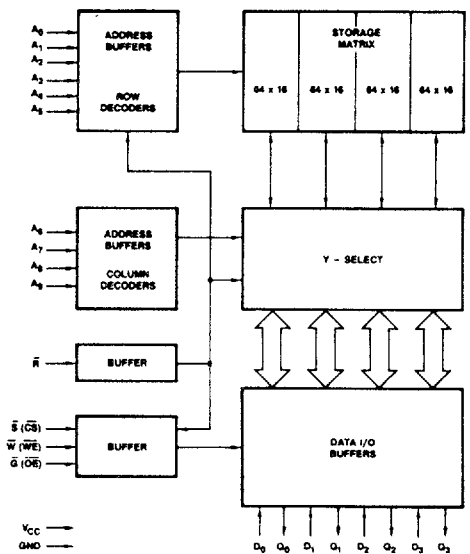 A₀
A₁
A₂
A₃
A₄
A₅
ADDRESS
BUFFERS
ROW
DECODERS
STORAGE
MATRIX
64 x 16
64 x 16
64 x 16
64 x 16
A₆
A₇
A₈
A₉
ADDRESS
BUFFERS
COLUMN
DECODERS
Y - SELECT
R̅
BUFFER
S̅ (C̅S̅)
W̅ (W̅E̅)
G̅ (O̅E̅)
BUFFER
DATA I/O
BUFFERS
V_CC
GND
D₀ Q₀ D₁ Q₁ D₂ Q₂ D₃ Q₃